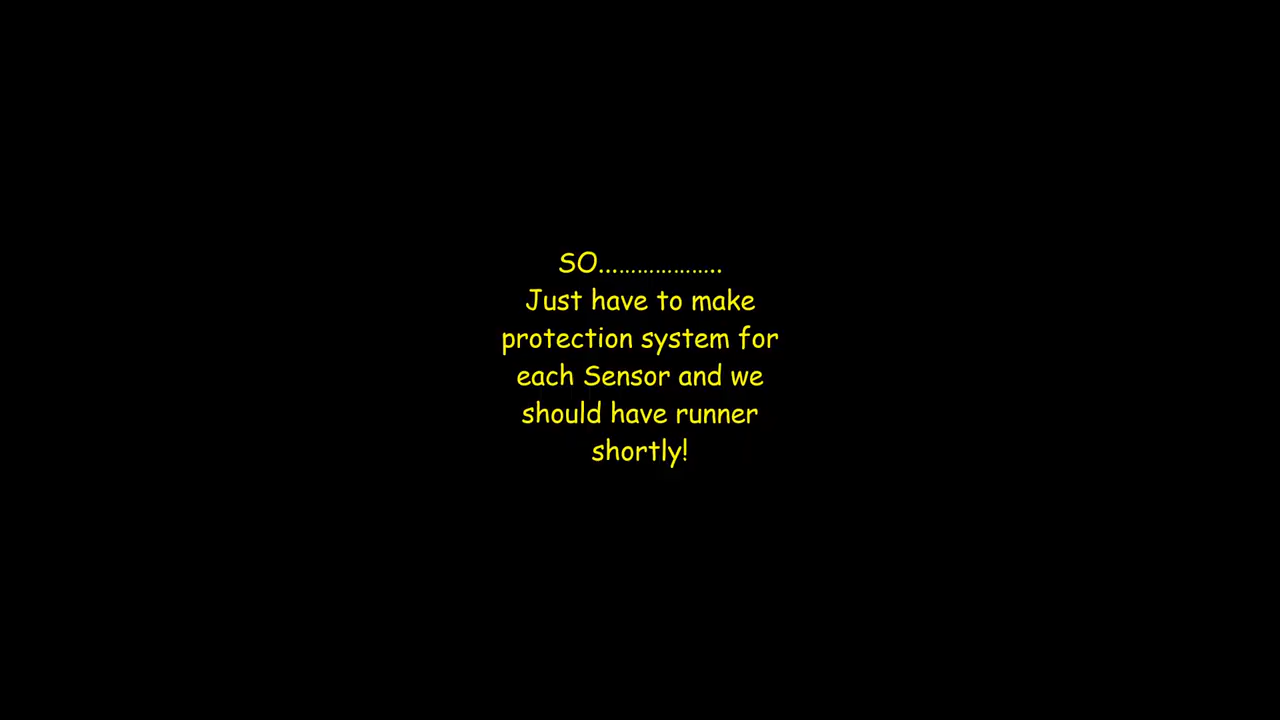 SO...………………..
Just have to make
protection system for
each Sensor and we
should have runner
shortly!